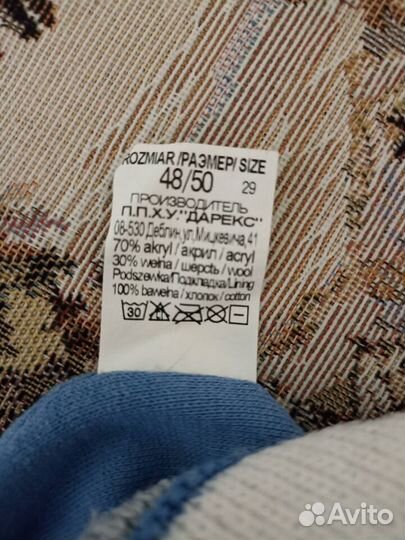 ROZMIAR /РАЗМЕР/ SIZE
48/50 29
ПРОИЗВОДИТЕЛЬ
П.П.Х.У."ДАРЕКС"
08-530 Деблин,ул.Мицкевича,41
70% akryl / акрил / acryl
30% wełna / шерсть / wool
Podszewka/Подкладка/Lining
100% bawełna / хлопок / cotton
30
Avito